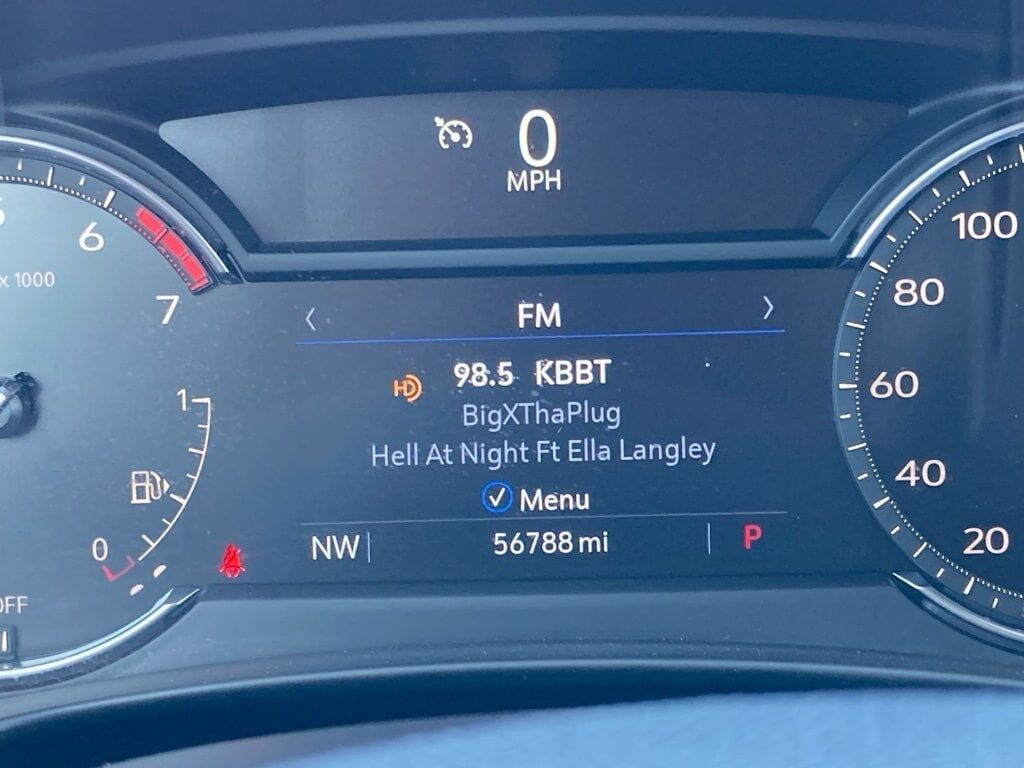 0
MPH
6
x 1000
7
1
0
FM
HD 98.5 KBBT
BigXThaPlug
Hell At Night Ft Ella Langley
Menu
NW 56788 mi P
100
80
60
40
20